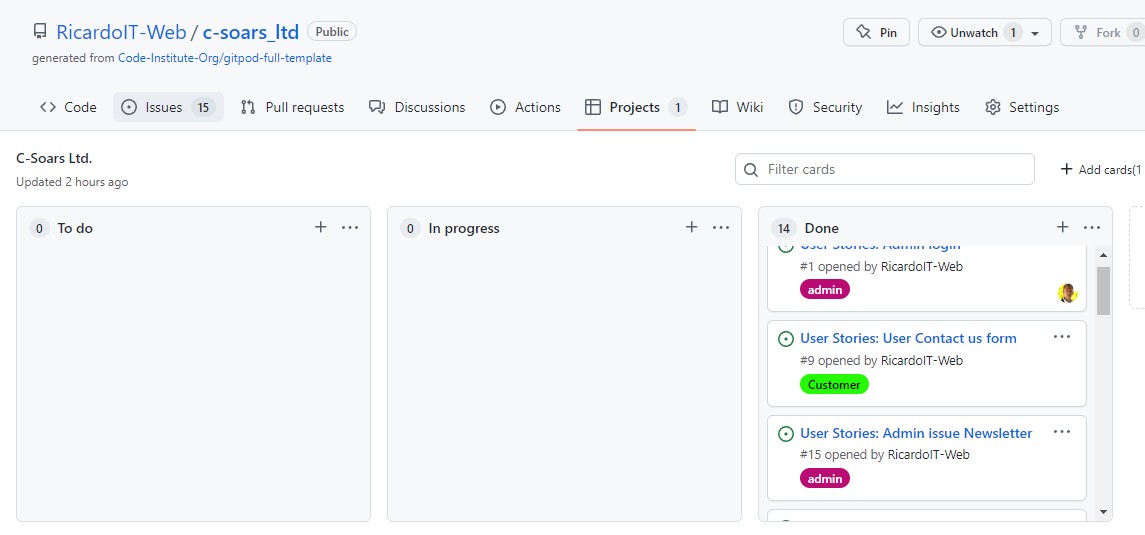 RicardoIT-Web / c-soars_ltd Public
Pin
Unwatch 1
Fork 0
generated from Code-Institute-Org/gitpod-full-template
Code
Issues 15
Pull requests
Discussions
Actions
Projects 1
Wiki
Security
Insights
Settings
C-Soars Ltd.
Updated 2 hours ago
Filter cards
+ Add cards(1
0 To do + ...
0 In progress + ...
14 Done + ...
User Stories: Admin login
#1 opened by RicardoIT-Web
admin
User Stories: User Contact us form ...
#9 opened by RicardoIT-Web
Customer
User Stories: Admin issue Newsletter ...
#15 opened by RicardoIT-Web
admin